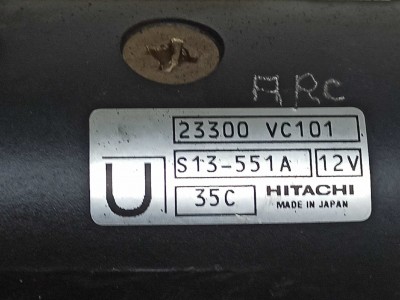 ARC
23300 VC101
S13-551A 12V
U 35C HITACHI
MADE IN JAPAN